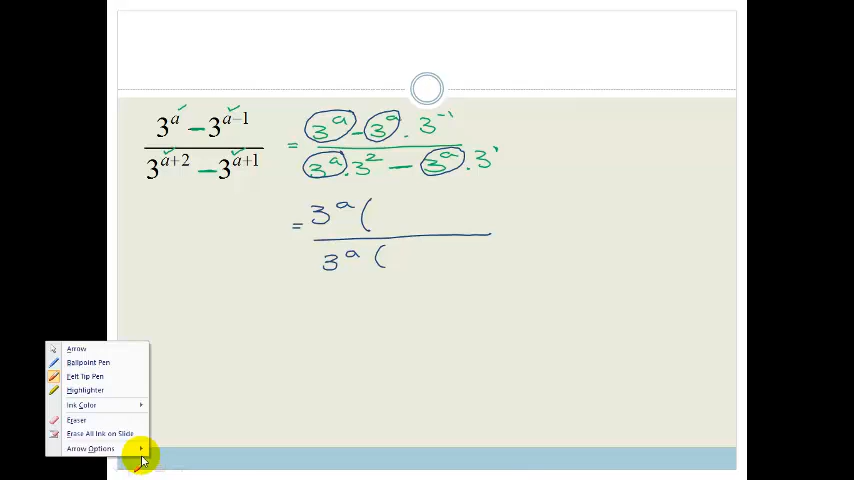 3^a - 3^{a-1} / 3^{a+2} - 3^{a+1} = 3^a - 3^a . 3^{-1} / 3^a . 3^2 - 3^a . 3^1
= 3^a ( / 3^a (
Arrow
Ballpoint Pen
Felt Tip Pen
Highlighter
Ink Color
Eraser
Erase All Ink on Slide
Arrow Options